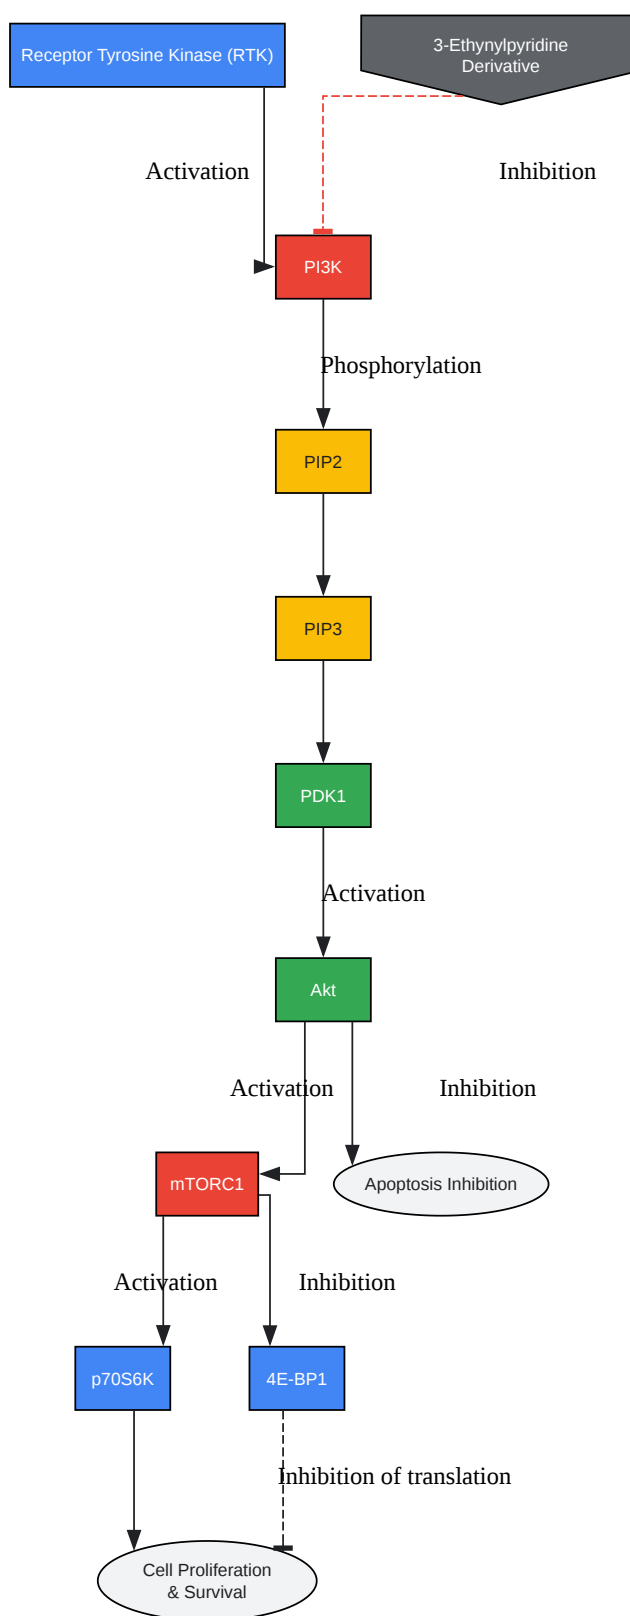 Receptor Tyrosine Kinase (RTK)
3-Ethynylpyridine
Derivative
Activation
Inhibition
PI3K
Phosphorylation
PIP2
PIP3
PDK1
Activation
Akt
Activation
Inhibition
mTORC1
Apoptosis Inhibition
Activation
Inhibition
p70S6K
4E-BP1
Inhibition of translation
Cell Proliferation
& Survival